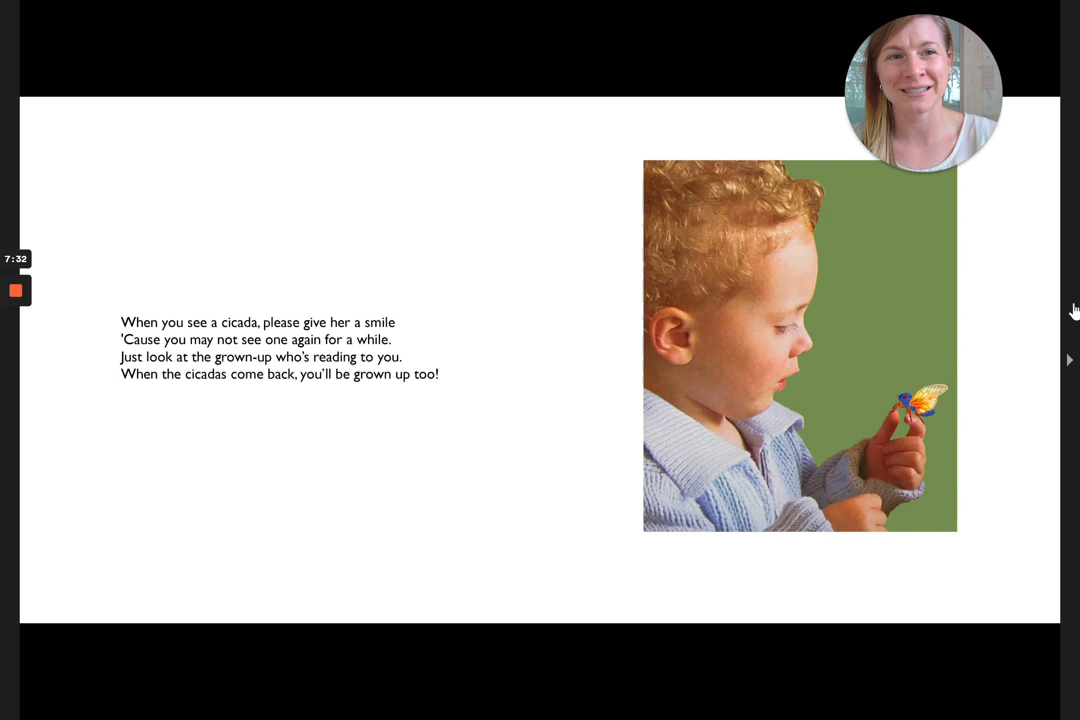 7:32
When you see a cicada, please give her a smile
'Cause you may not see one again for a while.
Just look at the grown-up who's reading to you.
When the cicadas come back, you'll be grown up too!